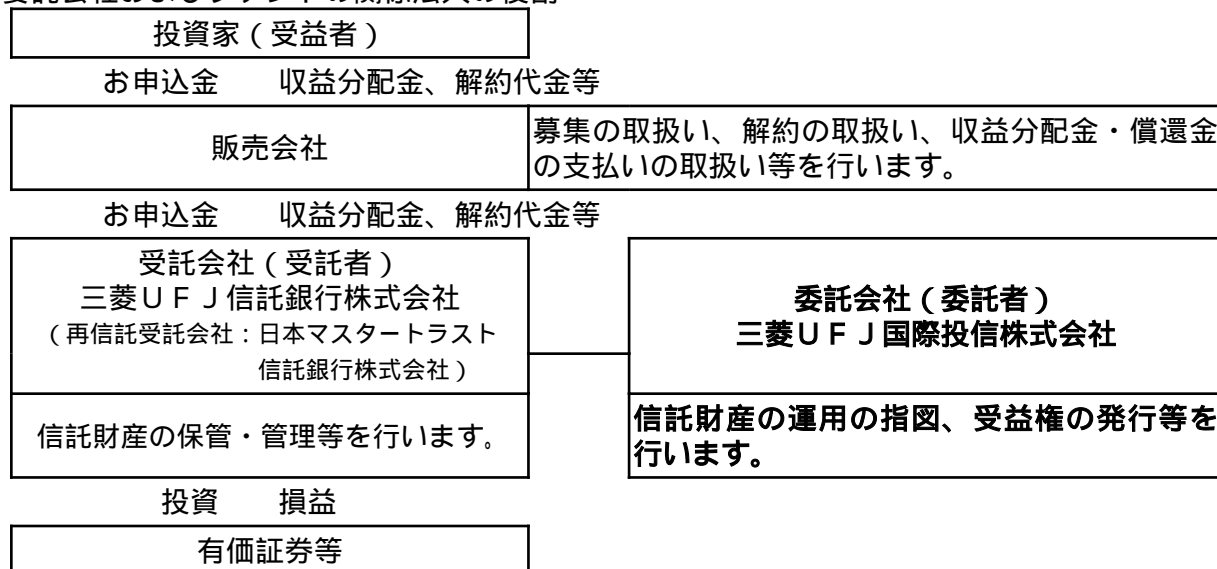 投資家（受益者）
お申込金　収益分配金、解約代金等
販売会社
募集の取扱い、解約の取扱い、収益分配金・償還金
の支払いの取扱い等を行います。
お申込金　収益分配金、解約代金等
受託会社（受託者）
三菱ＵＦＪ信託銀行株式会社
（再信託受託会社：日本マスタートラスト
信託銀行株式会社）
信託財産の保管・管理等を行います。
委託会社（委託者）
三菱ＵＦＪ国際投信株式会社
信託財産の運用の指図、受益権の発行等を
行います。
投資　損益
有価証券等